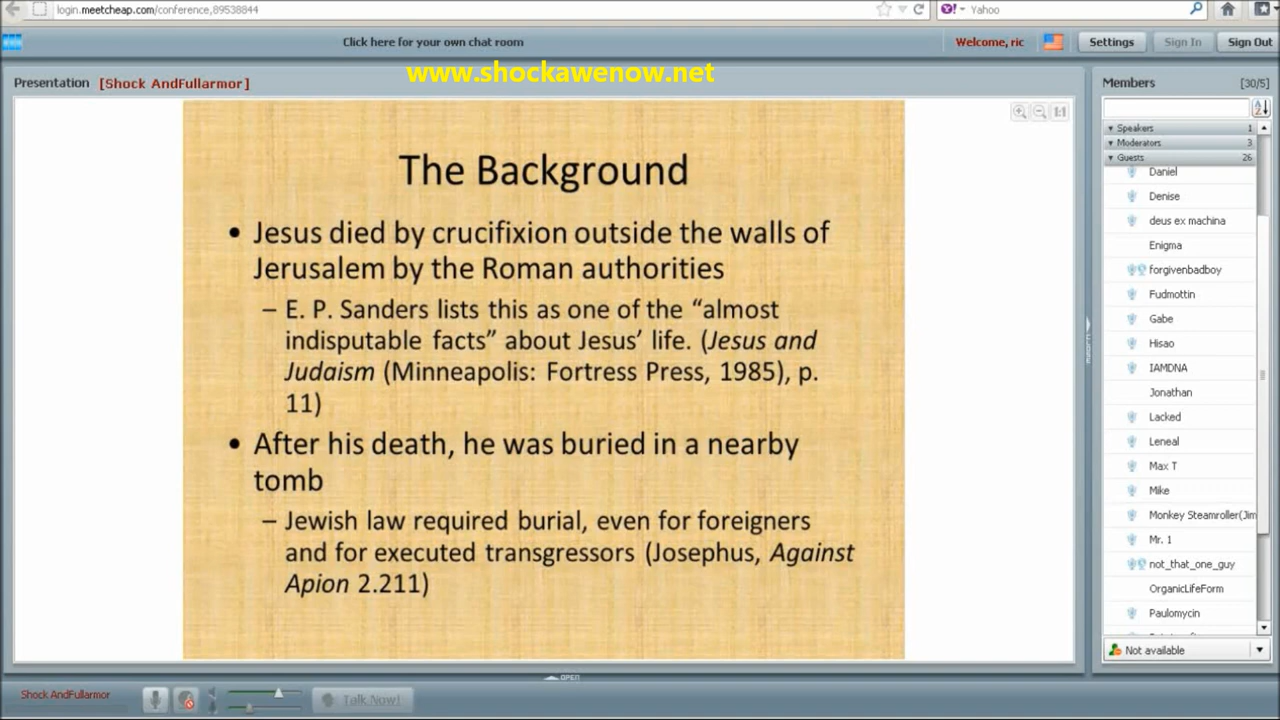 login.meetcheap.com/conference,89538844
Yahoo
Click here for your own chat room
Welcome, ric
Settings
Sign In
Sign Out
www.shockawenow.net
Presentation [Shock AndFullarmor]
The Background
• Jesus died by crucifixion outside the walls of
Jerusalem by the Roman authorities
– E. P. Sanders lists this as one of the “almost
indisputable facts” about Jesus’ life. (Jesus and
Judaism (Minneapolis: Fortress Press, 1985), p.
11)
• After his death, he was buried in a nearby
tomb
– Jewish law required burial, even for foreigners
and for executed transgressors (Josephus, Against
Apion 2.211)
Members [30/5]
Speakers 1
Moderators 3
Guests 26
Daniel
Denise
deus ex machina
Enigma
forgivenbadboy
Fudmottin
Gabe
Hisao
IAMDNA
Jonathan
Lacked
Leneal
Max T
Mike
Monkey Steamroller(Jim
Mr. 1
not_that_one_guy
OrganicLifeForm
Paulomycin
Not available
OPEN
Shock AndFullarmor
Talk Now!